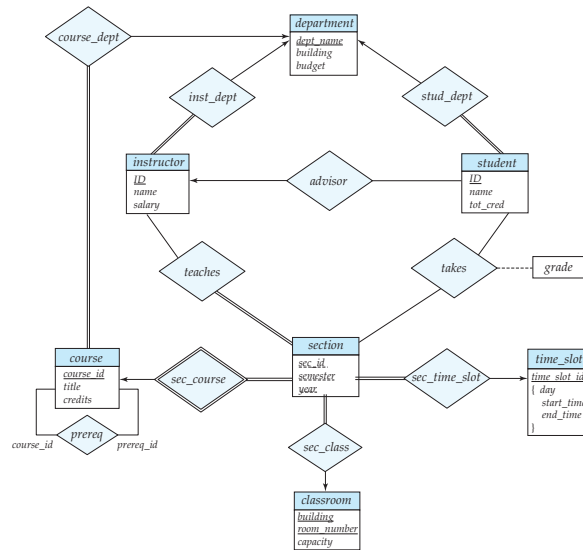 department
course_dept
dept_name
building
budget
inst_dept
stud_dept
instructor
ID
name
salary
advisor
student
ID
name
tot_cred
teaches
takes
grade
section
sec_id
semester
year
course
course_id
title
credits
sec_course
sec_time_slot
time_slot
time_slot_id
{ day
start_time
end_time
}
prereq
course_id
prereq_id
sec_class
classroom
building
room_number
capacity